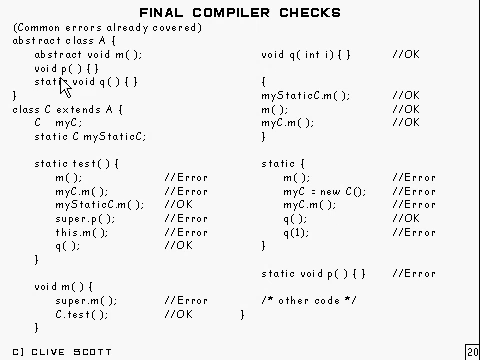 FINAL COMPILER CHECKS
(Common errors already covered)
abstract class A {
abstract void m( );
void p( ) { }
static void q( ) { }
}
class C extends A {
C myC;
static C myStaticC;
static test( ) {
m( ); //Error
myC.m( ); //Error
myStaticC.m( ); //OK
super.p( ); //Error
this.m( ); //Error
q( ); //OK
}
void m( ) {
super.m( ); //Error
C.test( ); //OK
}
void q( int i) { } //OK
{
myStaticC.m( ); //OK
m( ); //OK
myC.m( ); //OK
}
static {
m( ); //Error
myC = new C(); //Error
myC.m( ); //Error
q( ); //OK
q(1); //Error
}
static void p( ) { } //Error
/* other code */
}
C] CLIVE SCOTT
20